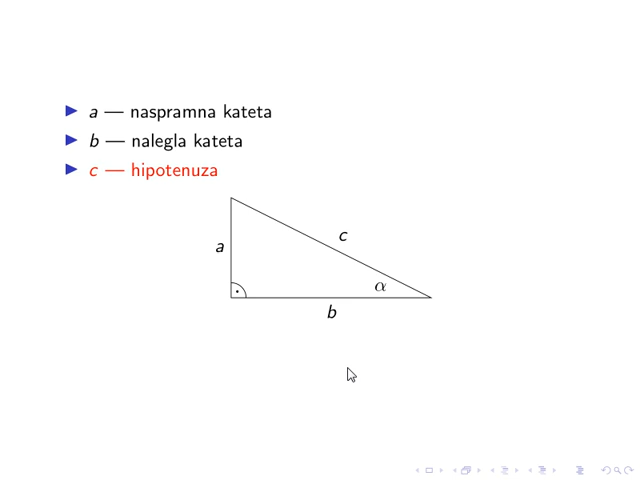 a — naspramna kateta
b — nalegla kateta
c — hipotenuza
c
a
α
b